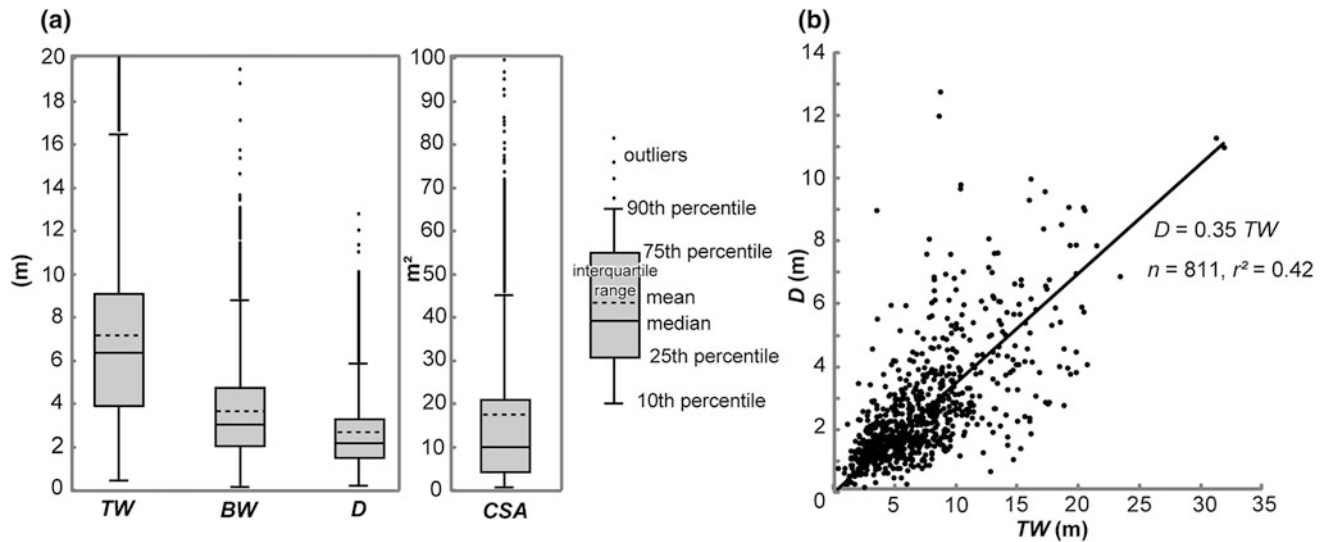 (a)
20
18
16
14
12
10
8
6
4
2
0
(m)
TW
BW
D
100
90
80
70
60
50
40
30
20
10
0
m²
CSA
outliers
90th percentile
75th percentile
interquartile
range
mean
median
25th percentile
10th percentile
(b)
14
12
10
8
6
4
2
0
D (m)
D = 0.35 TW
n = 811, r² = 0.42
5
10
15
20
25
30
35
TW (m)